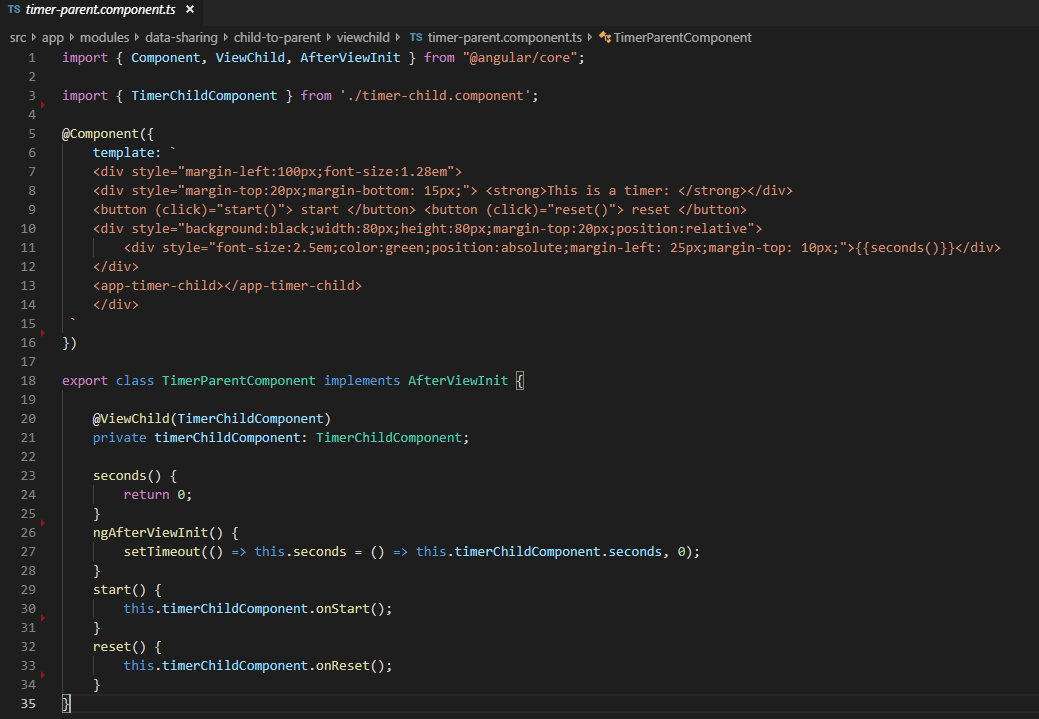 TS timer-parent.component.ts ×
src › app › modules › data-sharing › child-to-parent › viewchild › TS timer-parent.component.ts › TimerParentComponent
1 import { Component, ViewChild, AfterViewInit } from "@angular/core";
2
3 import { TimerChildComponent } from './timer-child.component';
4
5 @Component({
6     template: `
7     <div style="margin-left:100px;font-size:1.28em">
8     <div style="margin-top:20px;margin-bottom: 15px;"> <strong>This is a timer: </strong></div>
9     <button (click)="start()"> start </button> <button (click)="reset()"> reset </button>
10     <div style="background:black;width:80px;height:80px;margin-top:20px;position:relative">
11         <div style="font-size:2.5em;color:green;position:absolute;margin-left: 25px;margin-top: 10px;">{{seconds()}}</div>
12     </div>
13     <app-timer-child></app-timer-child>
14     </div>
15  `
16 })
17
18 export class TimerParentComponent implements AfterViewInit {
19
20     @ViewChild(TimerChildComponent)
21     private timerChildComponent: TimerChildComponent;
22
23     seconds() {
24         return 0;
25     }
26     ngAfterViewInit() {
27         setTimeout(() => this.seconds = () => this.timerChildComponent.seconds, 0);
28     }
29     start() {
30         this.timerChildComponent.onStart();
31     }
32     reset() {
33         this.timerChildComponent.onReset();
34     }
35 }